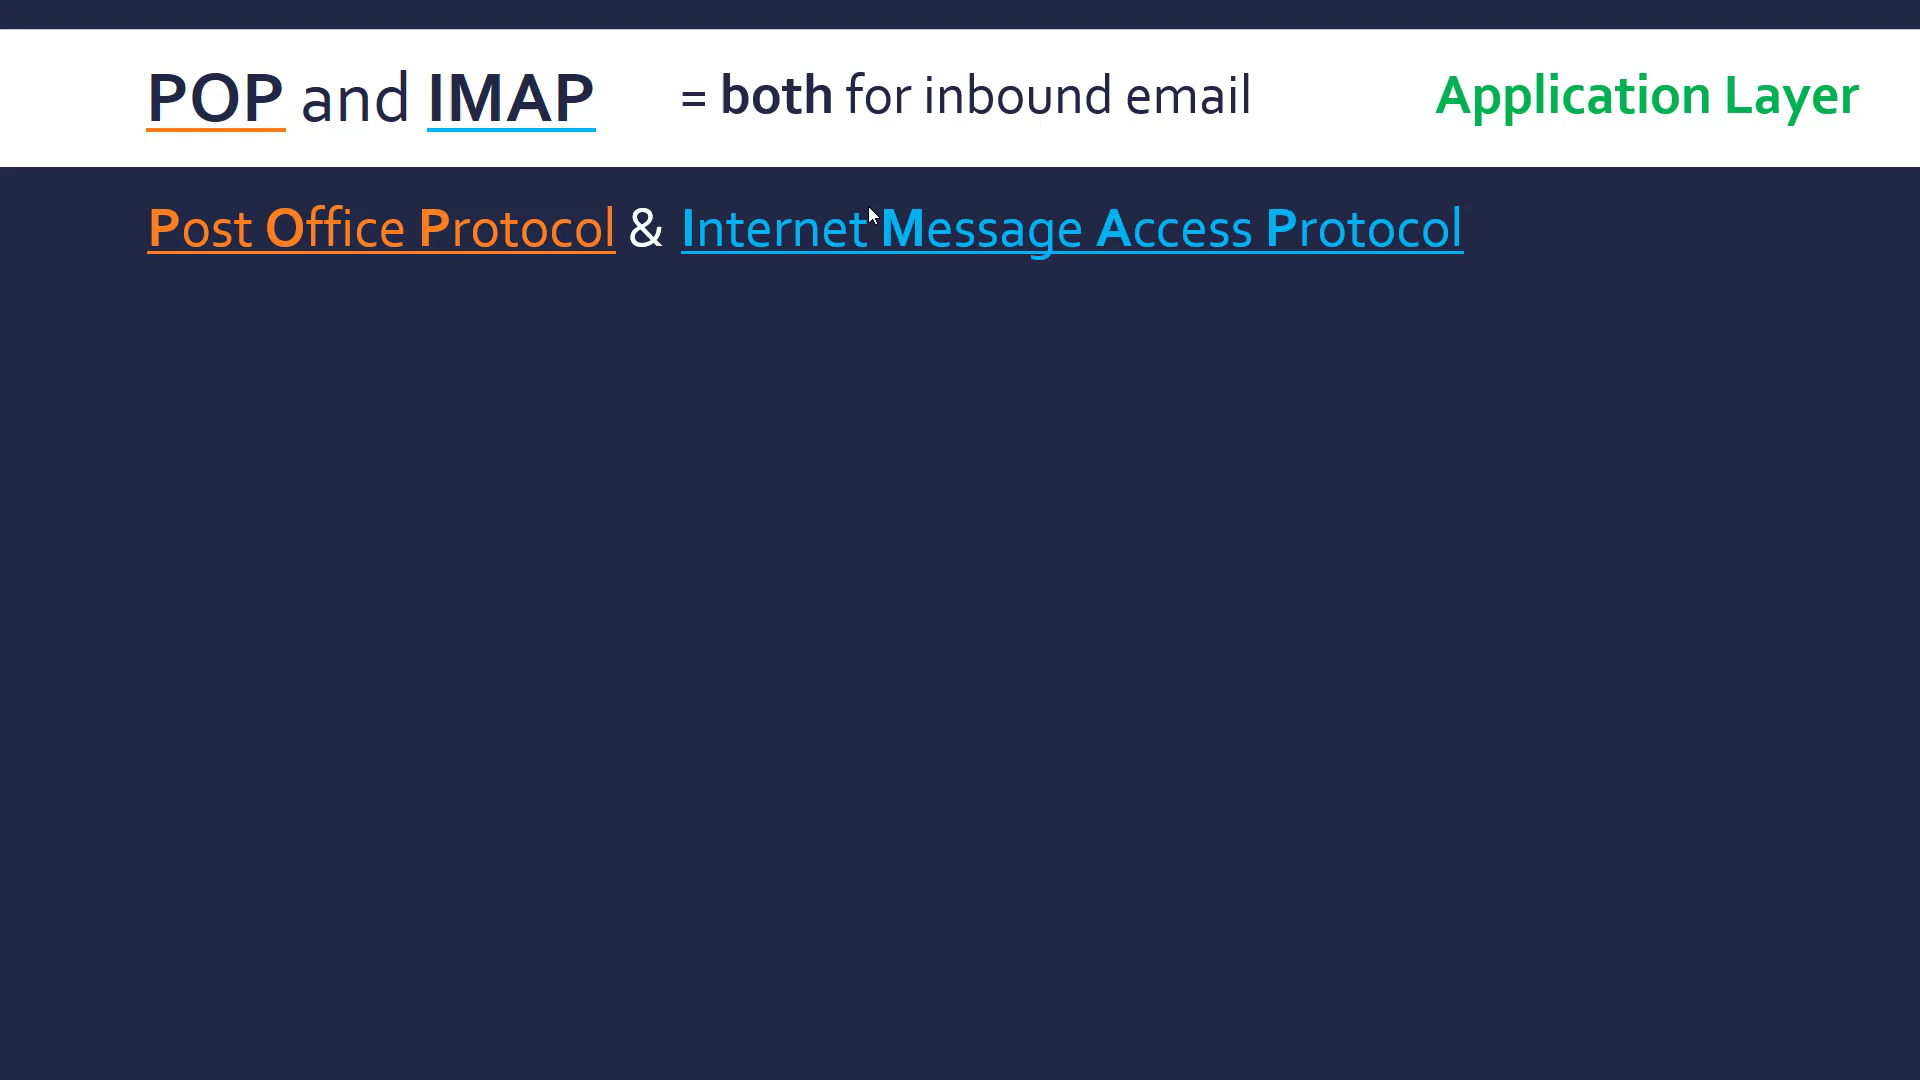 POP and IMAP = both for inbound email Application Layer
Post Office Protocol & Internet Message Access Protocol